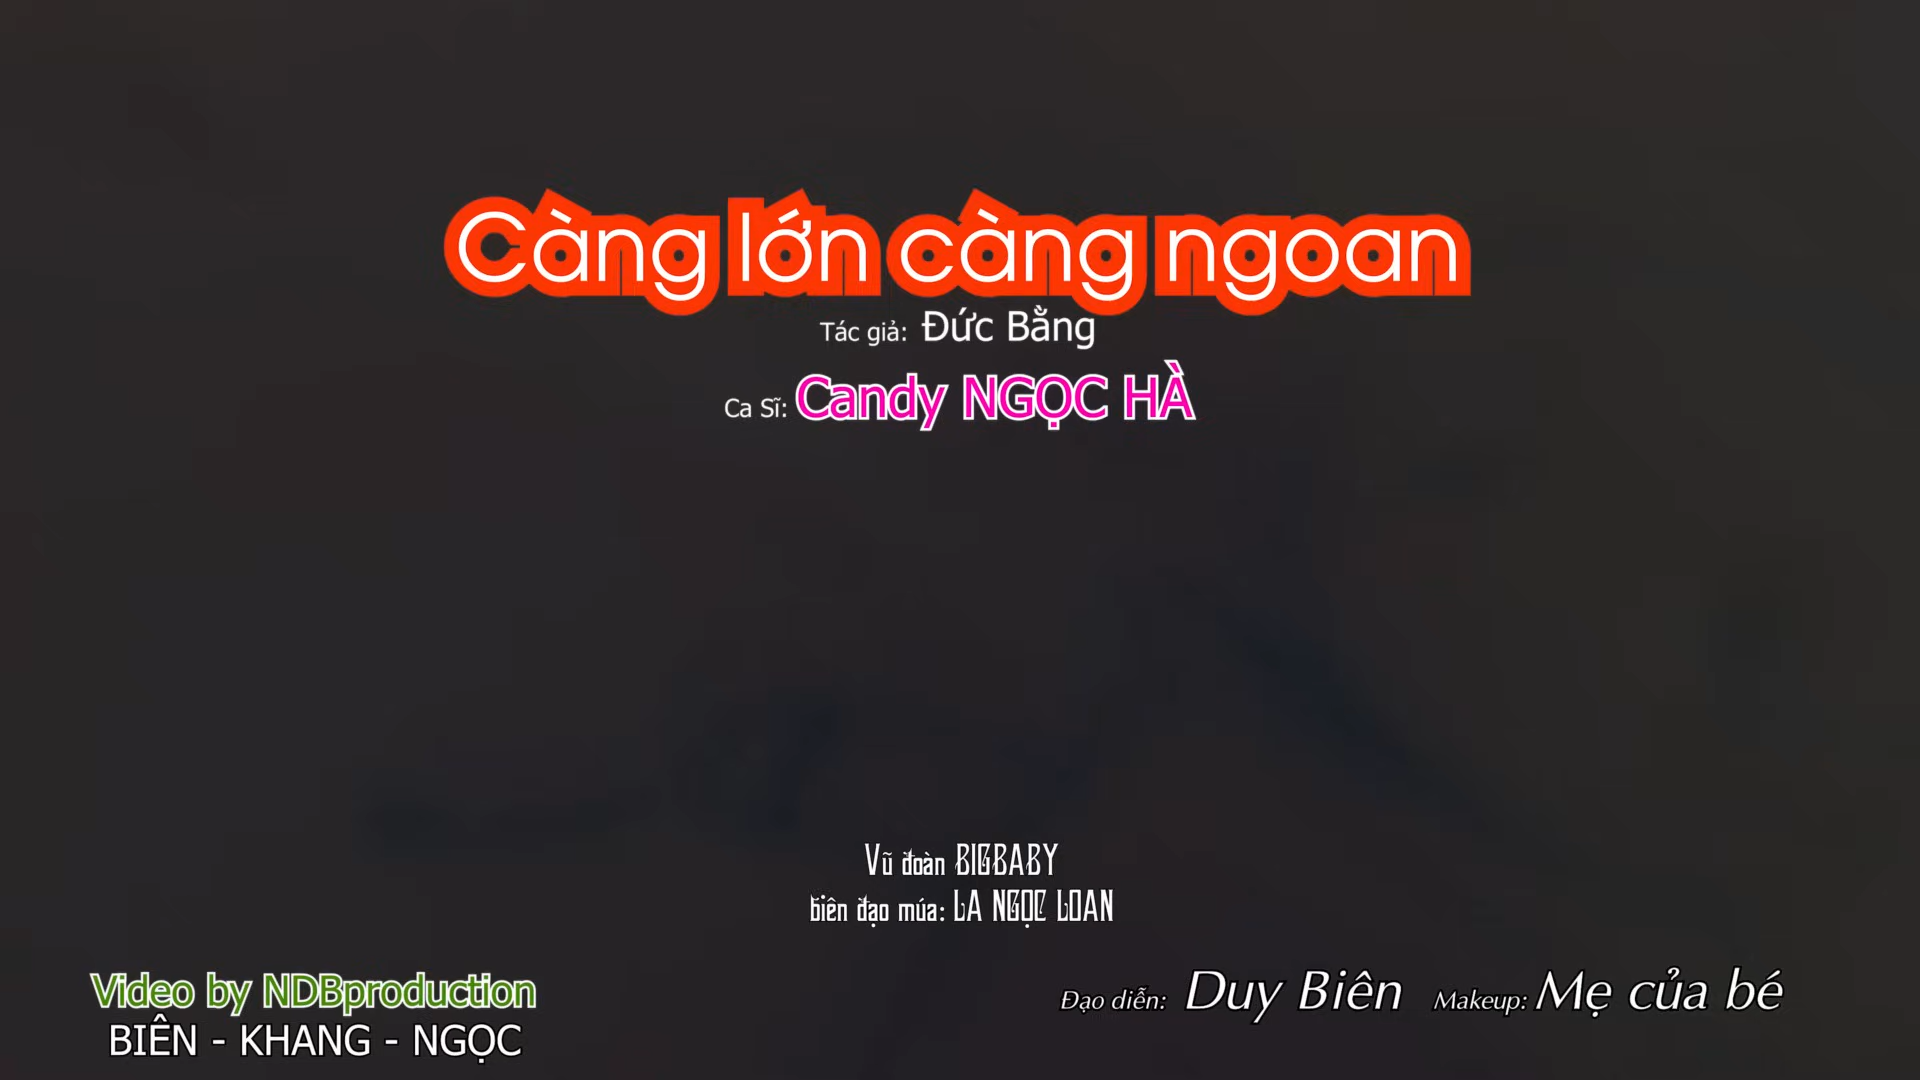 Càng lớn càng ngoan
Tác giả: Đức Bằng
Ca Sĩ: Candy NGỌC HÀ
Vũ đoàn BIGBABY
biên đạo múa: LA NGỌC LOAN
Video by NDBproduction
BIÊN - KHANG - NGỌC
Đạo diễn: Duy Biên Makeup: Mẹ của bé